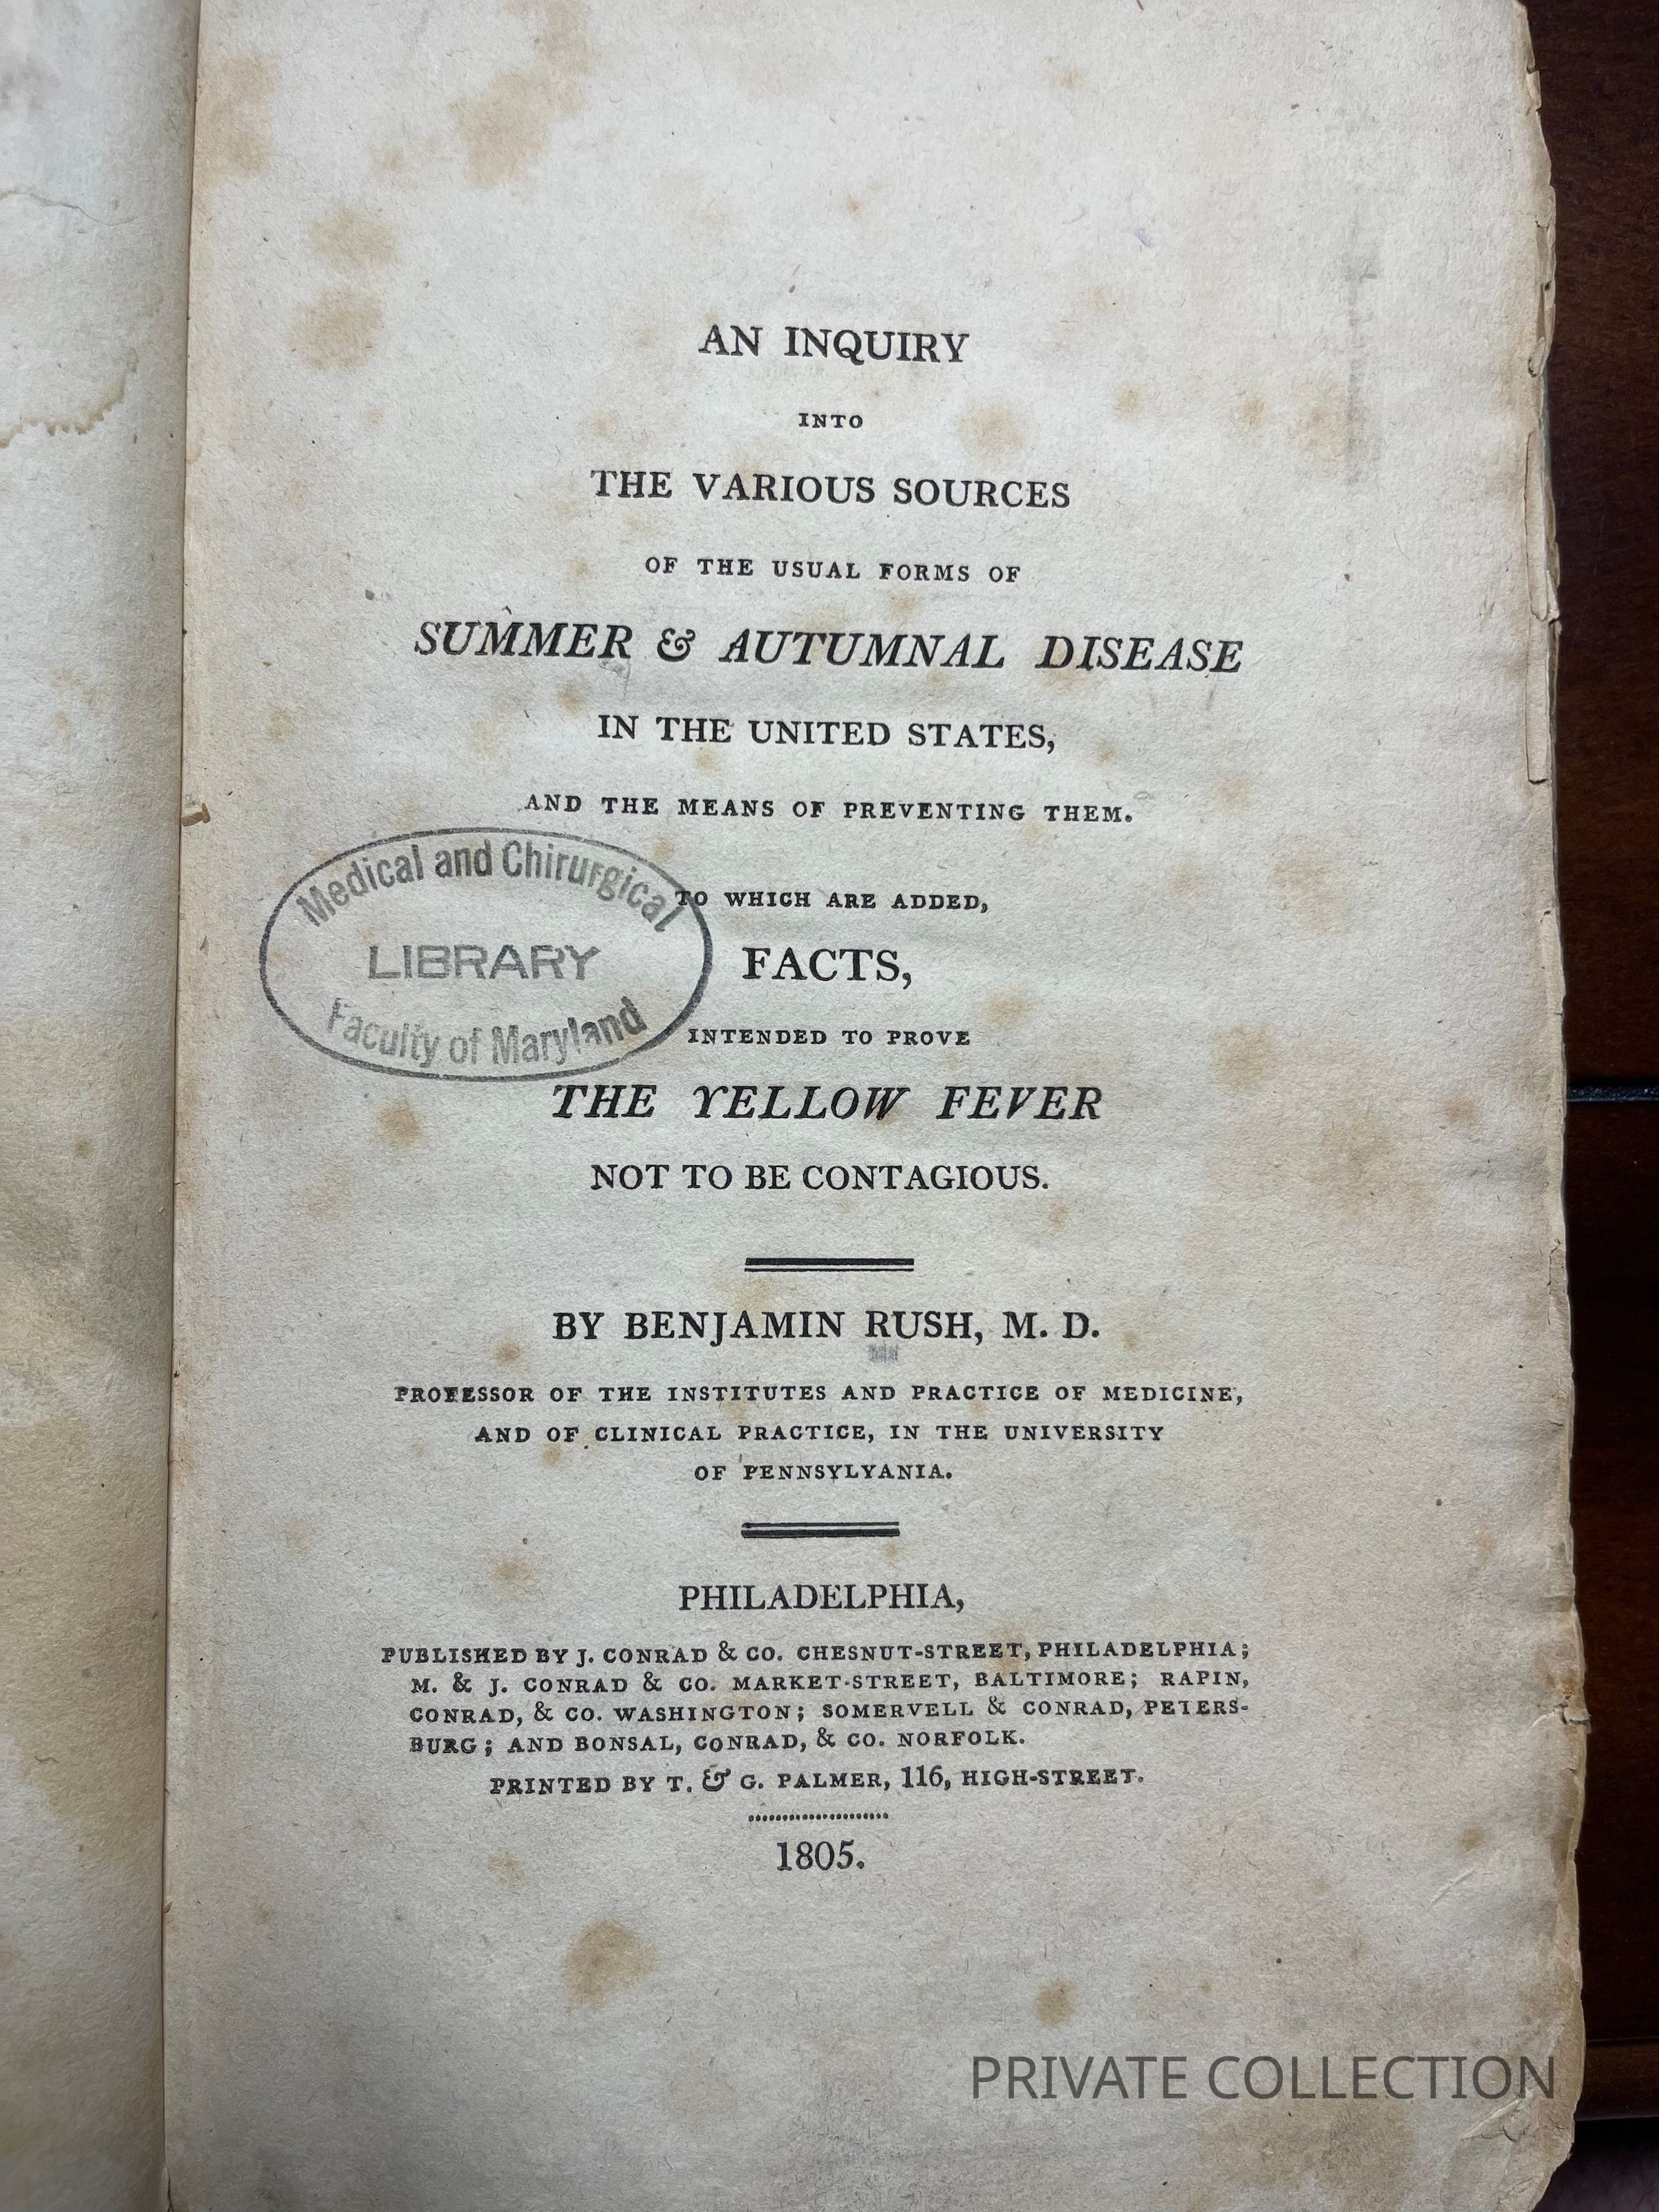 AN INQUIRY
INTO
THE VARIOUS SOURCES
OF THE USUAL FORMS OF
SUMMER & AUTUMNAL DISEASE
IN THE UNITED STATES,
AND THE MEANS OF PREVENTING THEM.
Medical and Chirurgical
LIBRARY
Faculty of Maryland
TO WHICH ARE ADDED,
FACTS,
INTENDED TO PROVE
THE YELLOW FEVER
NOT TO BE CONTAGIOUS.
BY BENJAMIN RUSH, M. D.
PROFESSOR OF THE INSTITUTES AND PRACTICE OF MEDICINE,
AND OF CLINICAL PRACTICE, IN THE UNIVERSITY
OF PENNSYLYANIA.
PHILADELPHIA,
PUBLISHED BY J. CONRAD & CO. CHESNUT-STREET, PHILADELPHIA;
M. & J. CONRAD & CO. MARKET-STREET, BALTIMORE; RAPIN,
CONRAD, & CO. WASHINGTON; SOMERVELL & CONRAD, PETERS-
BURG; AND BONSAL, CONRAD, & CO. NORFOLK.
PRINTED BY T. & G. PALMER, 116, HIGH-STREET.
1805.
PRIVATE COLLECTION